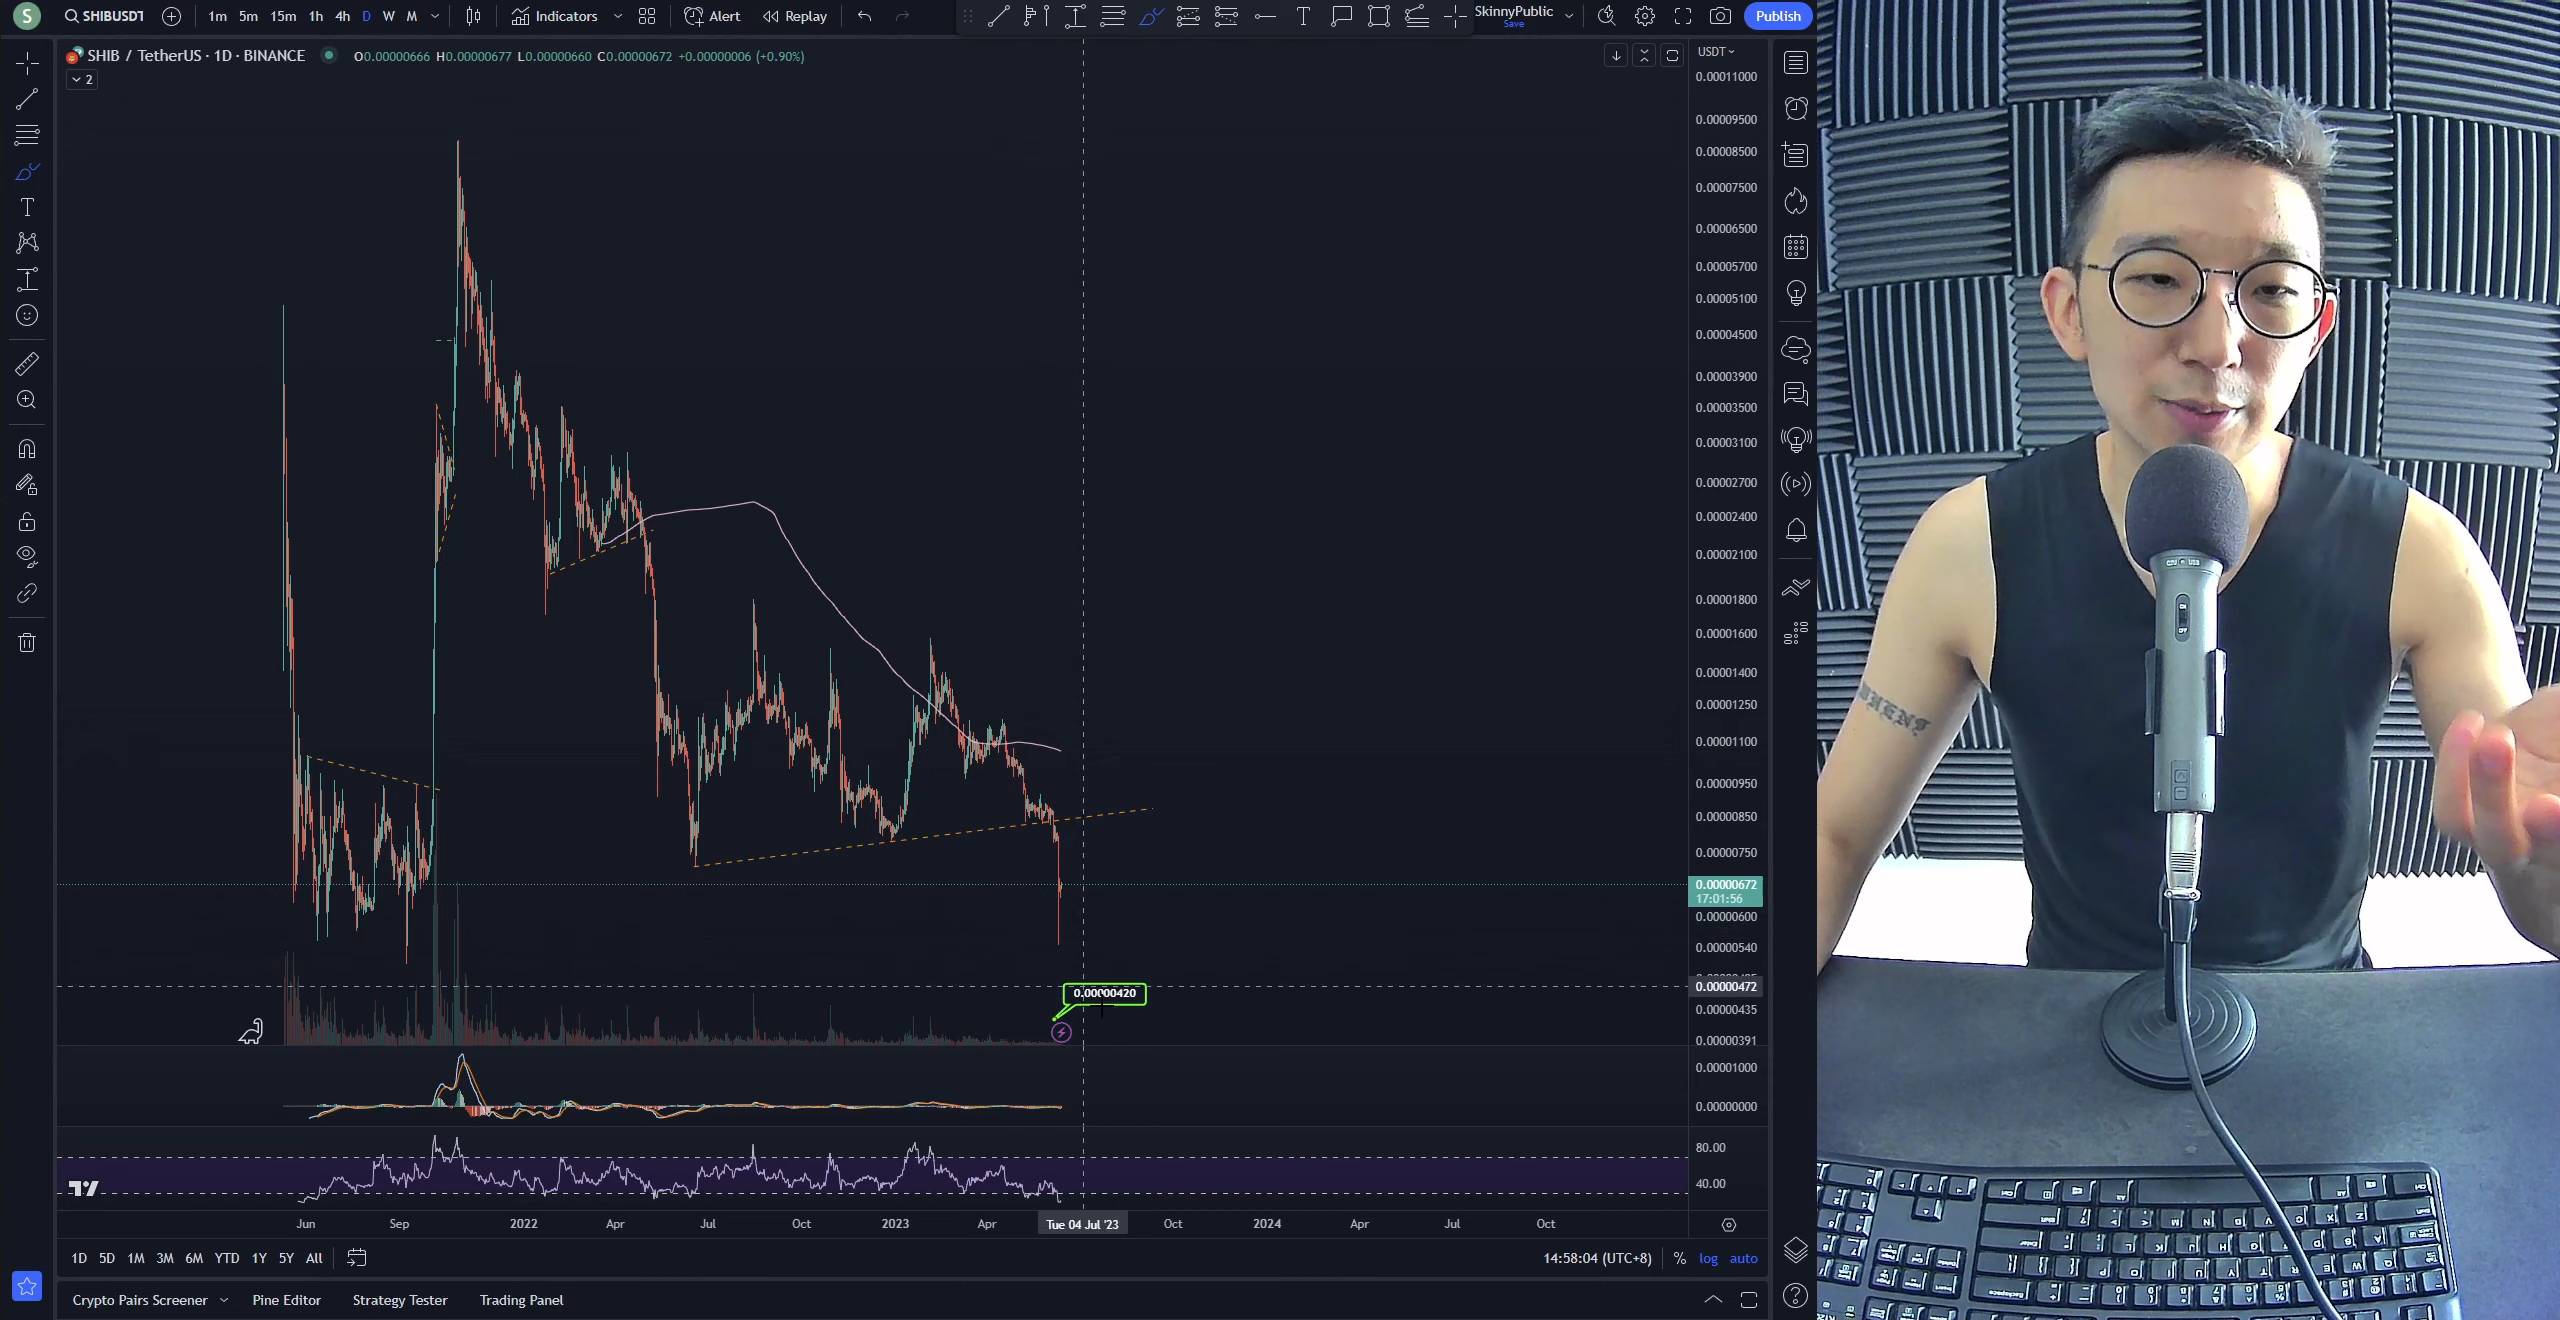 S
SHIBUSDT
1m 5m 15m 1h 4h D W M
Indicators
Alert
Replay
SkinnyPublic
Save
Publish
SHIB / TetherUS · 1D · BINANCE
O0.00000666 H0.00000677 L0.00000660 C0.00000672 +0.00000006 (+0.90%)
2
USDT
0.00011000
0.00009500
0.00008500
0.00007500
0.00006500
0.00005700
0.00005100
0.00004500
0.00003900
0.00003500
0.00003100
0.00002700
0.00002400
0.00002100
0.00001800
0.00001600
0.00001400
0.00001250
0.00001100
0.00000950
0.00000850
0.00000750
0.00000672
17:01:56
0.00000600
0.00000540
0.00000472
0.00000420
0.00000435
0.00000391
0.00001000
0.00000000
80.00
40.00
Jun Sep 2022 Apr Jul Oct 2023 Apr Tue 04 Jul '23 Oct 2024 Apr Jul Oct
1D 5D 1M 3M 6M YTD 1Y 5Y All
14:58:04 (UTC+8) % log auto
Crypto Pairs Screener Pine Editor Strategy Tester Trading Panel